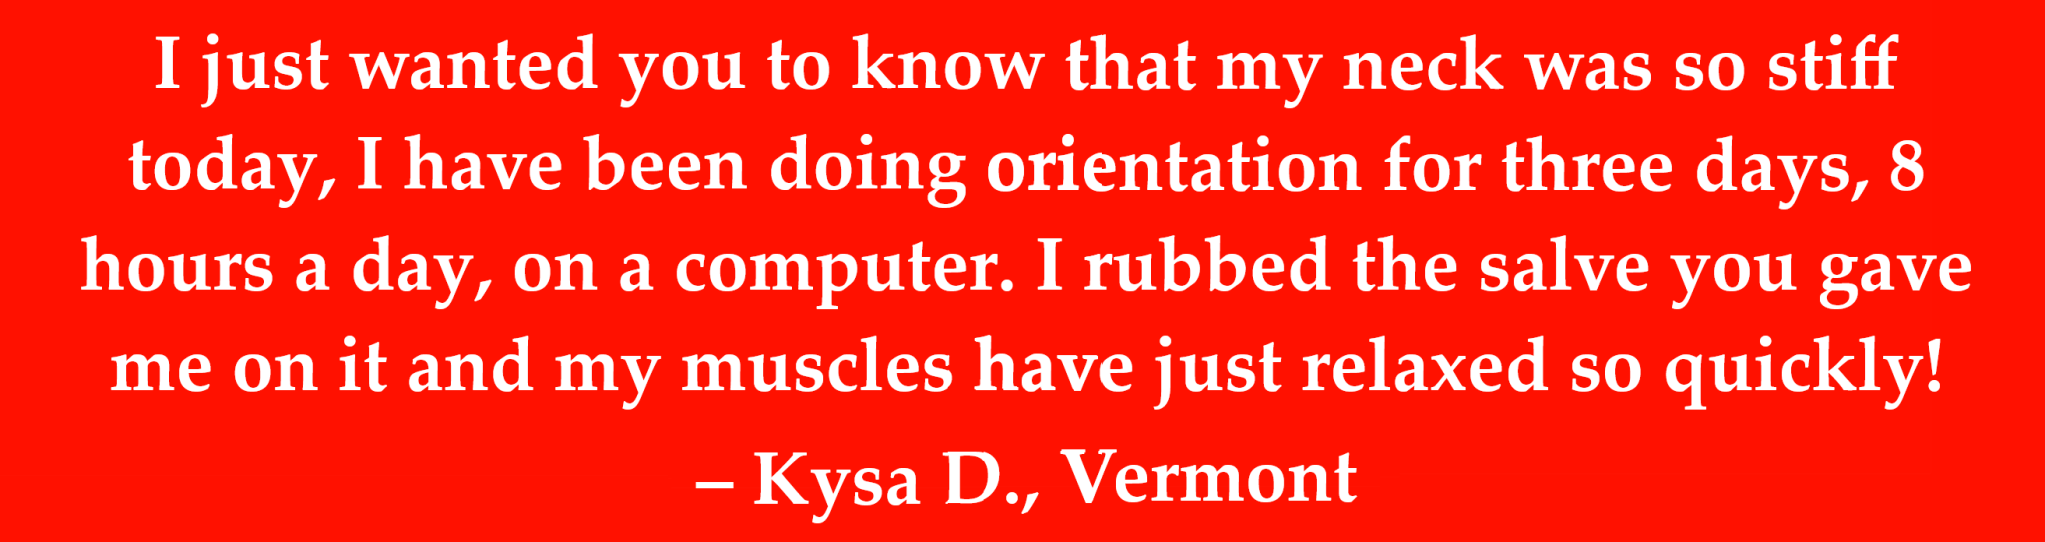 I just wanted you to know that my neck was so stiff
today, I have been doing orientation for three days, 8
hours a day, on a computer. I rubbed the salve you gave
me on it and my muscles have just relaxed so quickly!
– Kysa D., Vermont